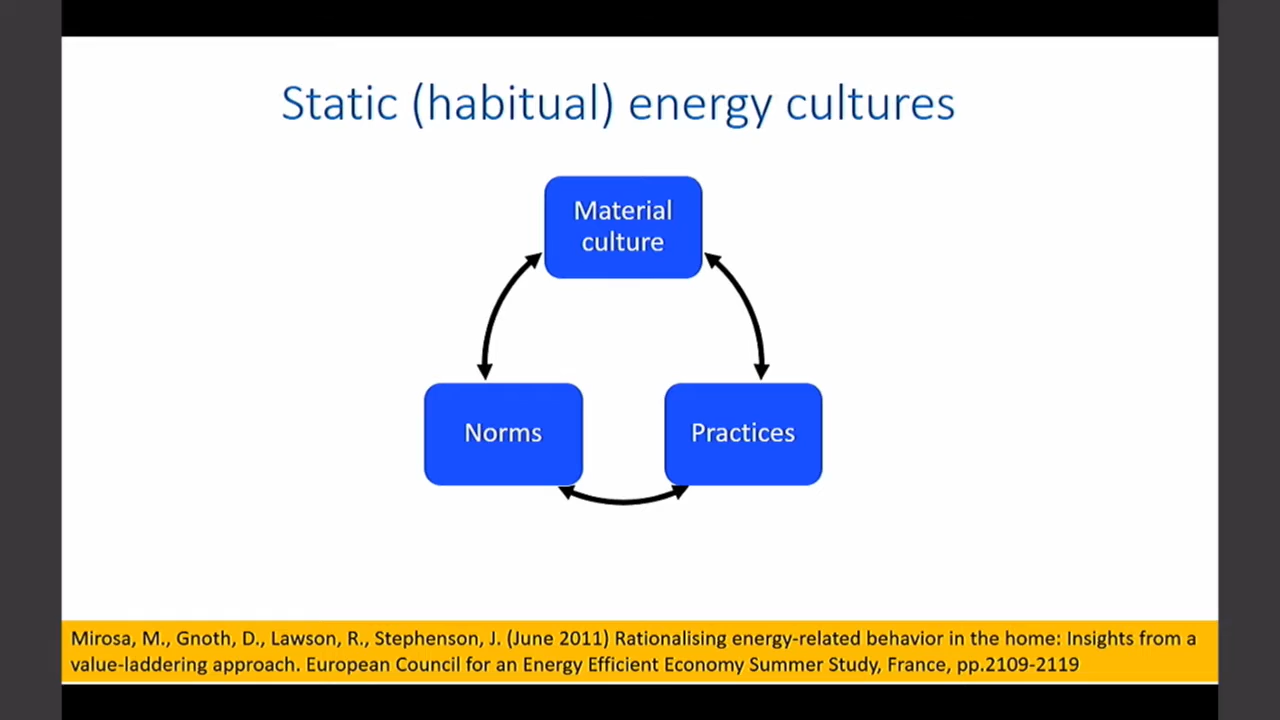 Static (habitual) energy cultures
Material
culture
Norms
Practices
Mirosa, M., Gnoth, D., Lawson, R., Stephenson, J. (June 2011) Rationalising energy-related behavior in the home: Insights from a
value-laddering approach. European Council for an Energy Efficient Economy Summer Study, France, pp.2109-2119